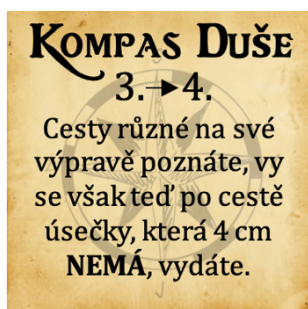 KOMPAS DUŠE
3.→4.
Cesty různé na své
výpravě poznáte, vy
se však teď po cestě
úsečky, která 4 cm
NEMÁ, vydáte.